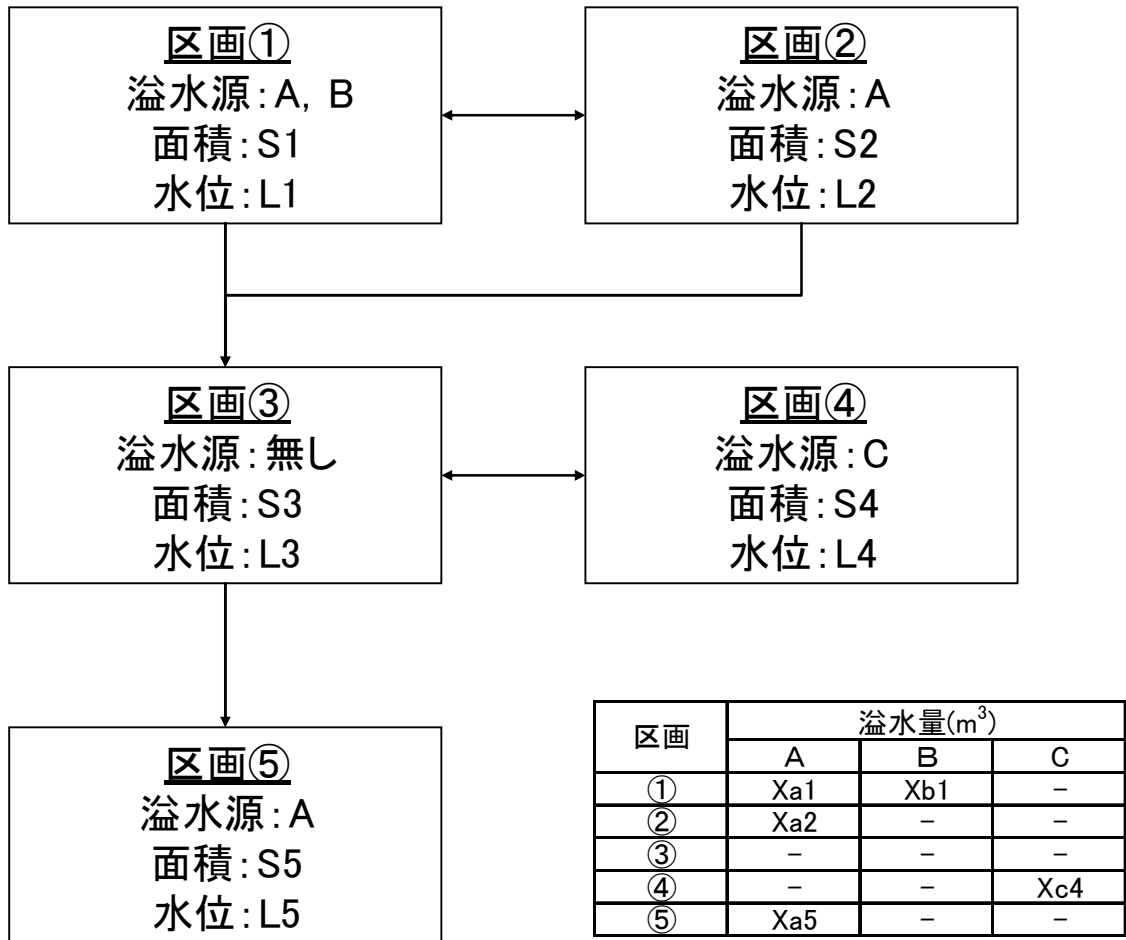 区画①
溢水源:A, B
面積:S1
水位:L1
区画②
溢水源:A
面積:S2
水位:L2
区画③
溢水源:無し
面積:S3
水位:L3
区画④
溢水源:C
面積:S4
水位:L4
区画⑤
溢水源:A
面積:S5
水位:L5
区画 溢水量(m³)
A B C
① Xa1 Xb1 −
② Xa2 − −
③ − − −
④ − − Xc4
⑤ Xa5 − −